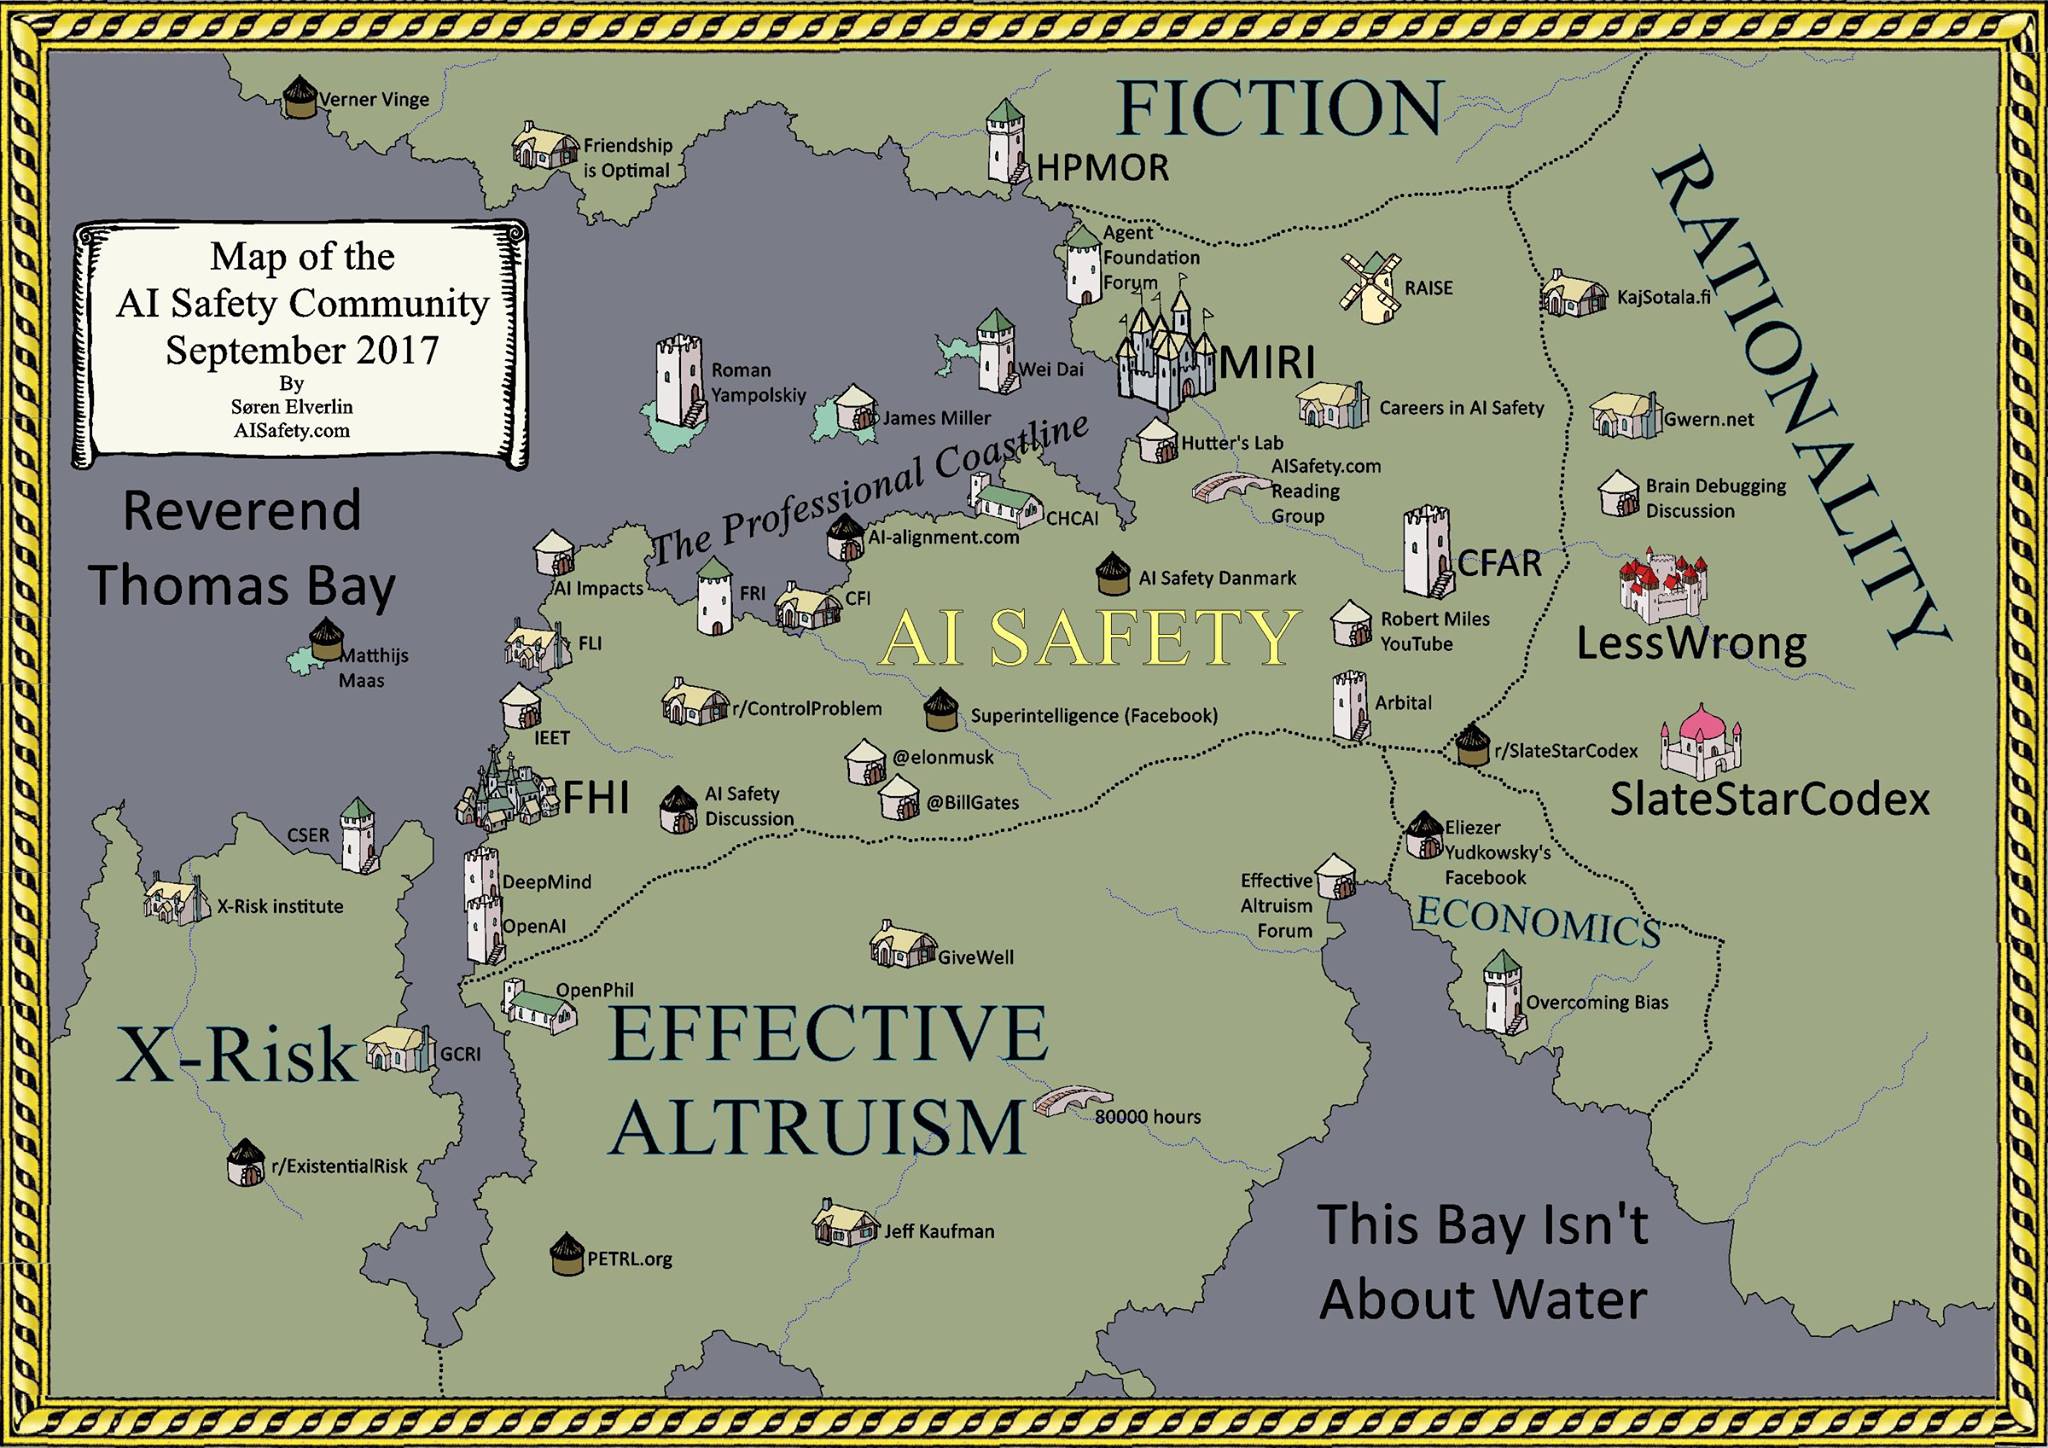 Map of the
AI Safety Community
September 2017
By
Søren Elverlin
AISafety.com
Verner Vinge
Friendship
is Optimal
HPMOR
FICTION
RATIONALITY
Agent
Foundation
Forum
RAISE
KajSotala.fi
MIRI
Roman
Yampolskiy
Wei Dai
James Miller
Careers in AI Safety
Gwern.net
The Professional Coastline
Hutter's Lab
AISafety.com
Reading
Group
Brain Debugging
Discussion
CHCAI
AI-alignment.com
Reverend
Thomas Bay
AI Impacts
FRI
CFI
AI Safety Danmark
CFAR
LessWrong
AI SAFETY
Robert Miles
YouTube
FLI
Matthijs
Maas
r/ControlProblem
Superintelligence (Facebook)
Arbital
IEET
@elonmusk
r/SlateStarCodex
SlateStarCodex
FHI
AI Safety
Discussion
@BillGates
CSER
Eliezer
Yudkowsky's
Facebook
X-Risk institute
DeepMind
OpenAI
Effective
Altruism
Forum
ECONOMICS
GiveWell
OpenPhil
Overcoming Bias
X-Risk
GCRI
EFFECTIVE
ALTRUISM
80000 hours
r/ExistentialRisk
Jeff Kaufman
PETRL.org
This Bay Isn't
About Water